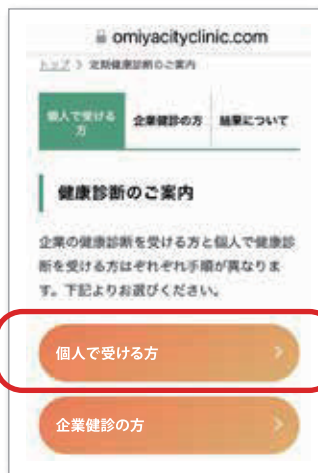 omiyacityclinic.com
トップ > 定期健康診断のご案内
個人で受ける
方
企業健診の方
結果について
健康診断のご案内
企業の健康診断を受ける方と個人で健康診
断を受ける方はそれぞれ手順が異なりま
す。下記よりお選びください。
個人で受ける方
企業健診の方